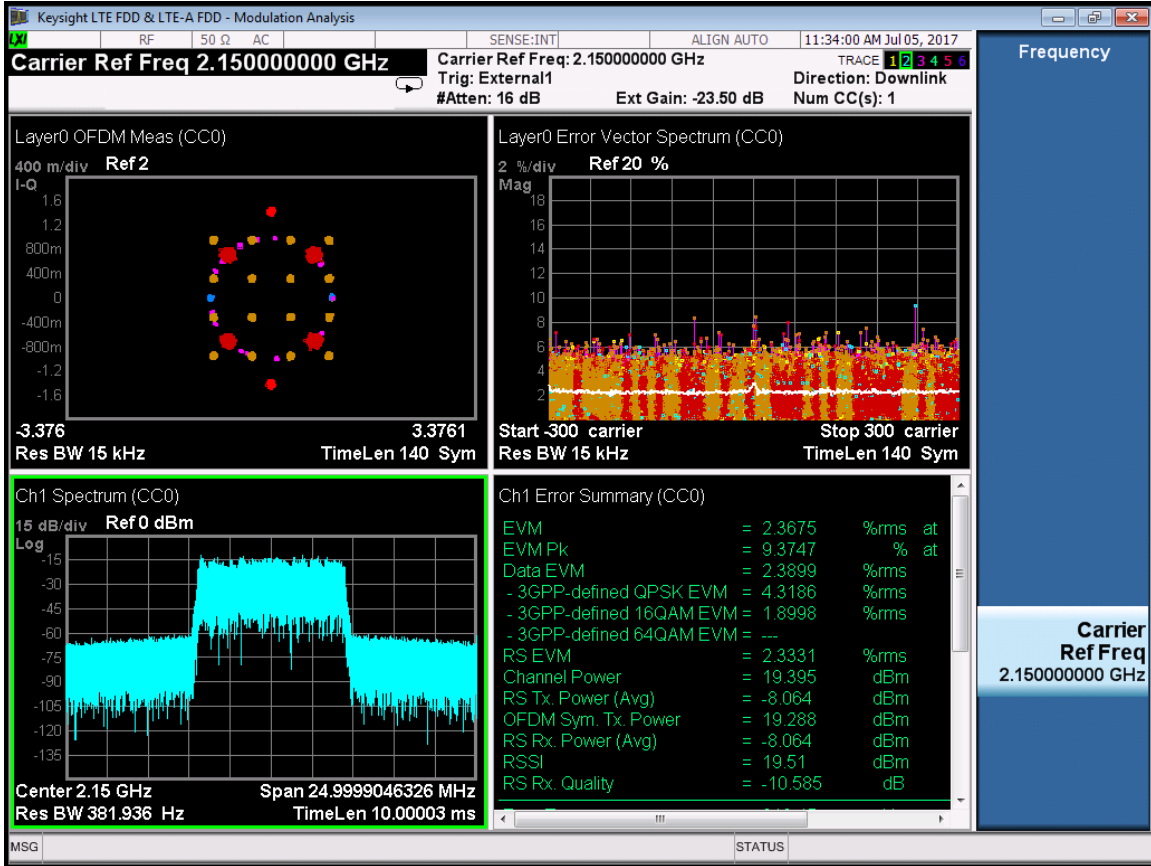 Keysight LTE FDD & LTE-A FDD - Modulation Analysis
LXI RF 50 Ω AC SENSE:INT ALIGN AUTO 11:34:00 AM Jul 05, 2017
Carrier Ref Freq 2.150000000 GHz
Carrier Ref Freq: 2.150000000 GHz
Trig: External1
#Atten: 16 dB Ext Gain: -23.50 dB
TRACE 1 2 3 4 5 6
Direction: Downlink
Num CC(s): 1
Layer0 OFDM Meas (CC0)
400 m/div Ref 2
I-Q
1.6
1.2
800m
400m
0
-400m
-800m
-1.2
-1.6
-3.376 3.3761
Res BW 15 kHz TimeLen 140 Sym
Layer0 Error Vector Spectrum (CC0)
2 %/div Ref 20 %
Mag
18
16
14
12
10
8
6
4
2
Start -300 carrier Stop 300 carrier
Res BW 15 kHz TimeLen 140 Sym
Ch1 Spectrum (CC0)
15 dB/div Ref 0 dBm
Log
-15
-30
-45
-60
-75
-90
-105
-120
-135
Center 2.15 GHz Span 24.9999046326 MHz
Res BW 381.936 Hz TimeLen 10.00003 ms
Ch1 Error Summary (CC0)
EVM = 2.3675 %rms at
EVM Pk = 9.3747 % at
Data EVM = 2.3899 %rms
- 3GPP-defined QPSK EVM = 4.3186 %rms
- 3GPP-defined 16QAM EVM = 1.8998 %rms
- 3GPP-defined 64QAM EVM = ---
RS EVM = 2.3331 %rms
Channel Power = 19.395 dBm
RS Tx. Power (Avg) = -8.064 dBm
OFDM Sym. Tx. Power = 19.288 dBm
RS Rx. Power (Avg) = -8.064 dBm
RSSI = 19.51 dBm
RS Rx. Quality = -10.585 dB
Frequency
Carrier
Ref Freq
2.150000000 GHz
MSG STATUS